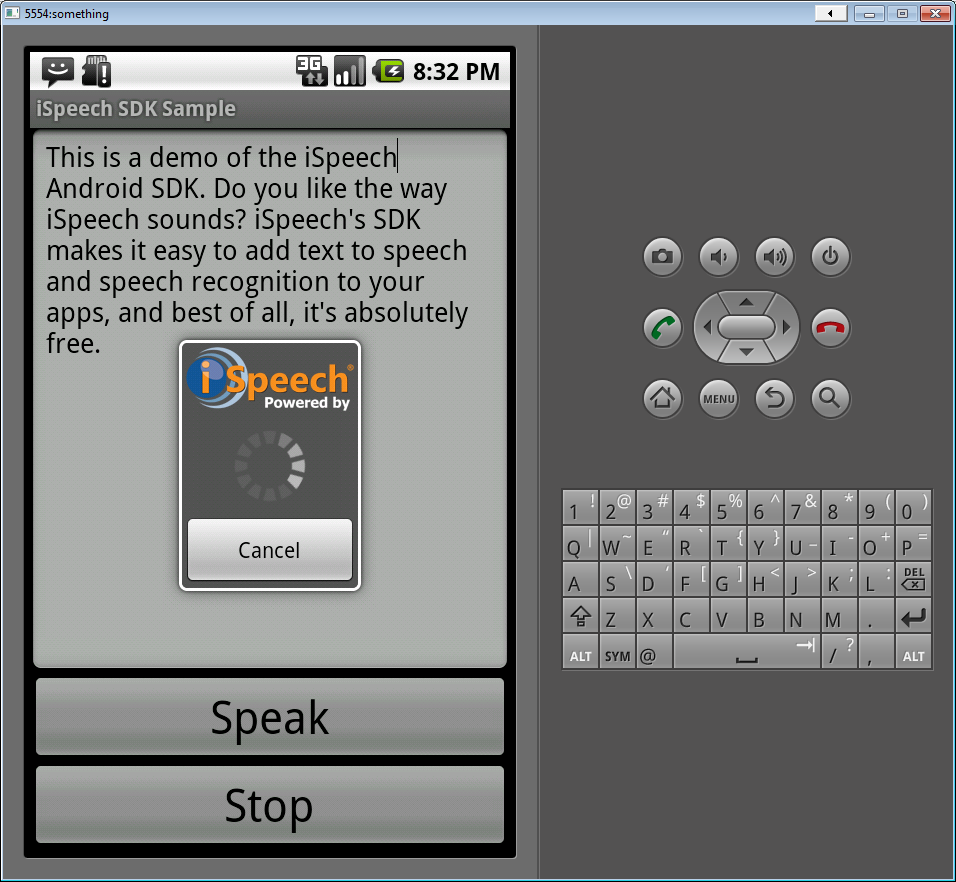 5554:something
3G 8:32 PM
iSpeech SDK Sample
This is a demo of the iSpeech
Android SDK. Do you like the way
iSpeech sounds? iSpeech's SDK
makes it easy to add text to speech
and speech recognition to your
apps, and best of all, it's absolutely
free.
iSpeech®
Powered by
Cancel
Speak
Stop
MENU
1 ! 2 @ 3 # 4 $ 5 % 6 ^ 7 & 8 * 9 ( 0 )
Q | W ~ E “ R ` T { Y } U _ I - O + P =
A S \ D ' F [ G ] H < J > K ; L : DEL
Z X C V B N M .
ALT SYM @ / ? , ALT